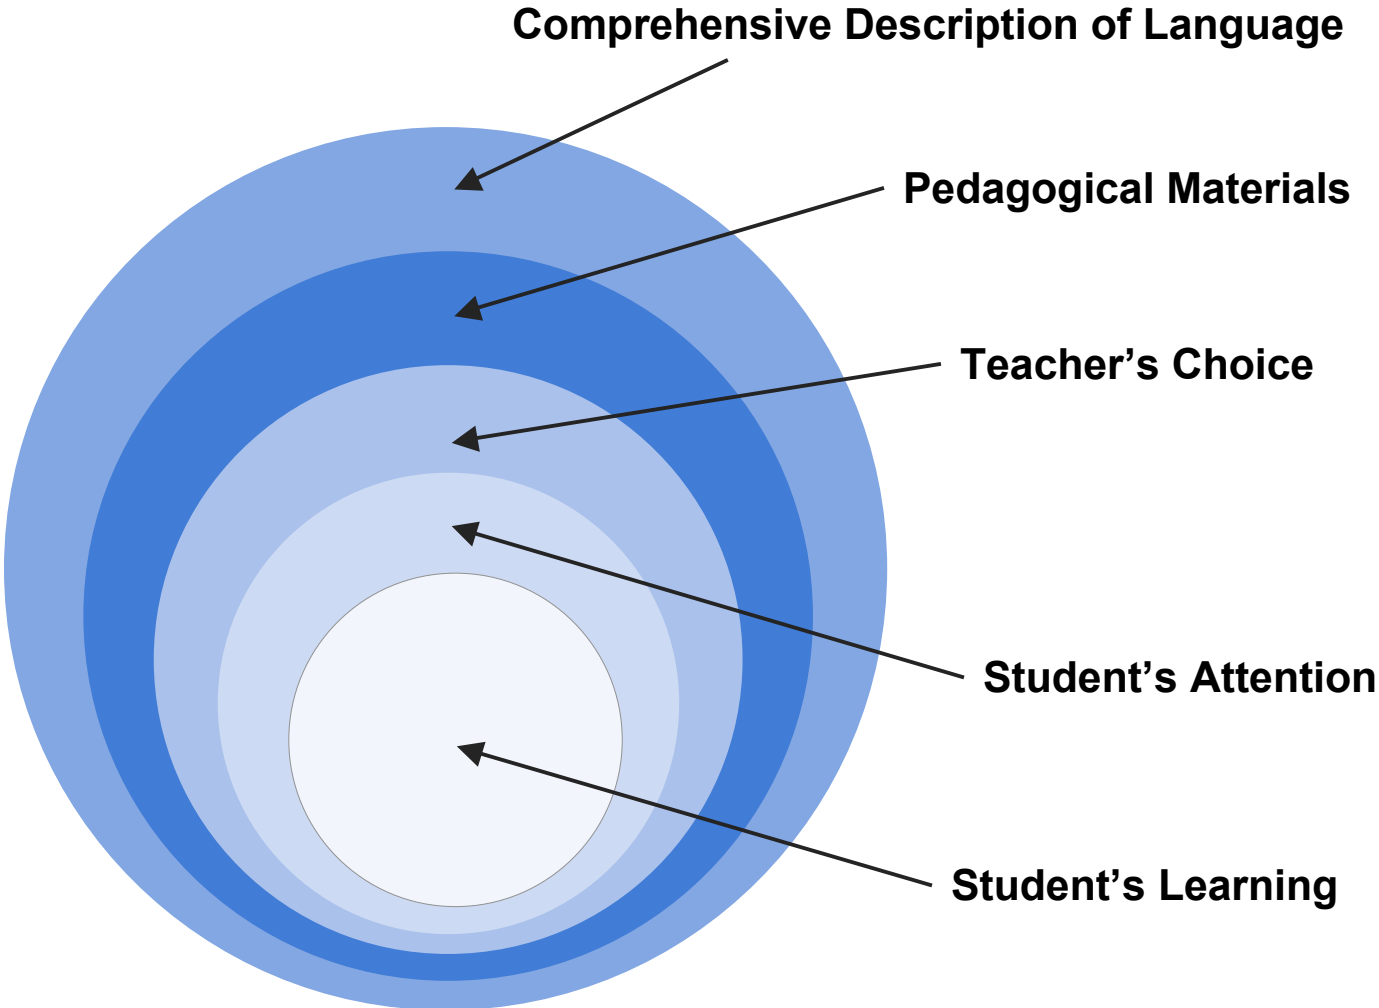 Comprehensive Description of Language
Pedagogical Materials
Teacher’s Choice
Student’s Attention
Student’s Learning